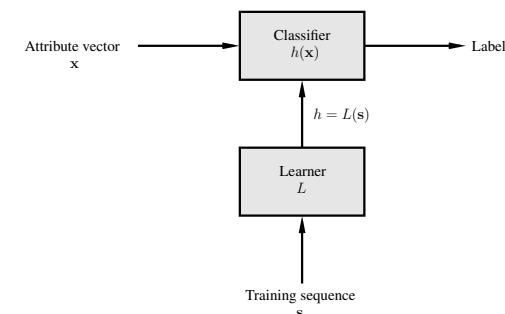 Classifier
h(x)
Attribute vector
x
Label
h = L(s)
Learner
L
Training sequence
s